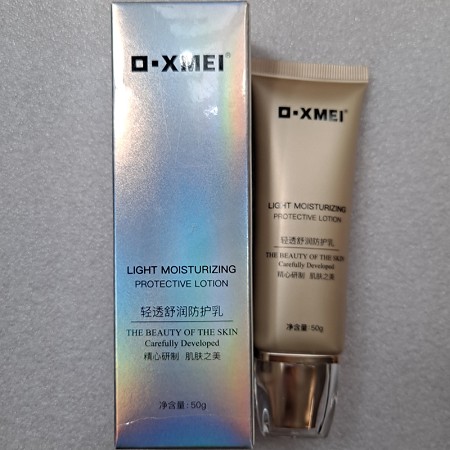 口·XMEI®
LIGHT MOISTURIZING
PROTECTIVE LOTION
轻透舒润防护乳
THE BEAUTY OF THE SKIN
Carefully Developed
精心研制 肌肤之美
净含量:50g
口·XMEI®
LIGHT MOISTURIZING
PROTECTIVE LOTION
轻透舒润防护乳
THE BEAUTY OF THE SKIN
Carefully Developed
精心研制 肌肤之美
净含量:50g